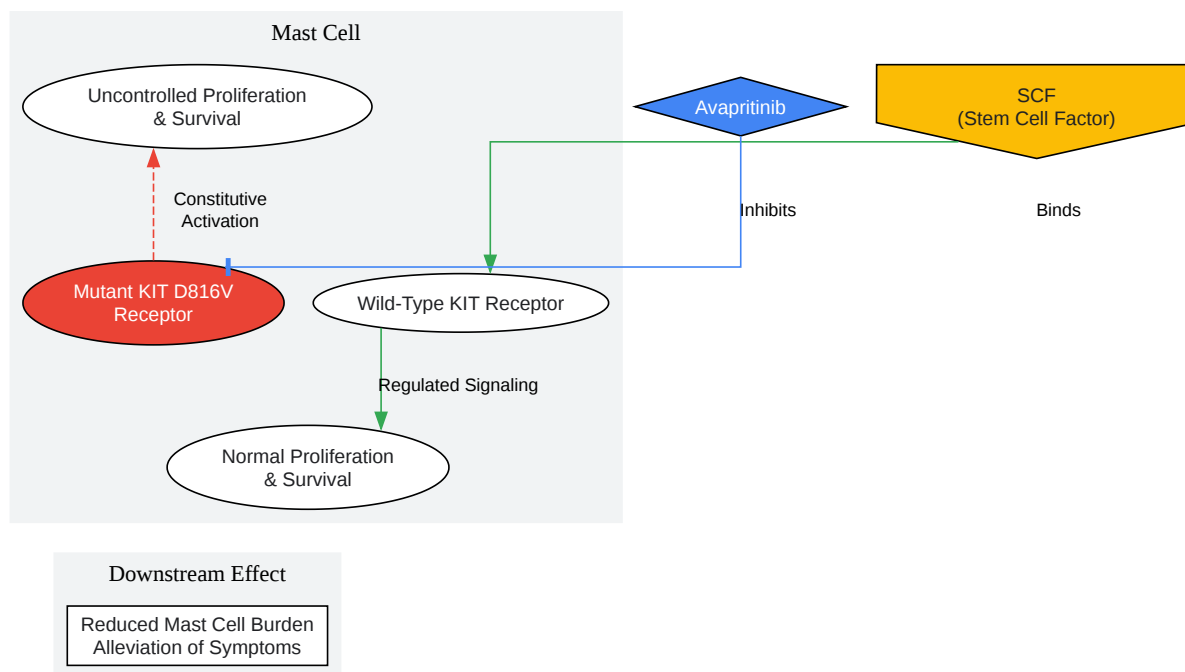 Mast Cell
Uncontrolled Proliferation
& Survival
Avapritinib
SCF
(Stem Cell Factor)
Constitutive
Activation
Inhibits
Binds
Mutant KIT D816V
Receptor
Wild-Type KIT Receptor
Regulated Signaling
Normal Proliferation
& Survival
Downstream Effect
Reduced Mast Cell Burden
Alleviation of Symptoms